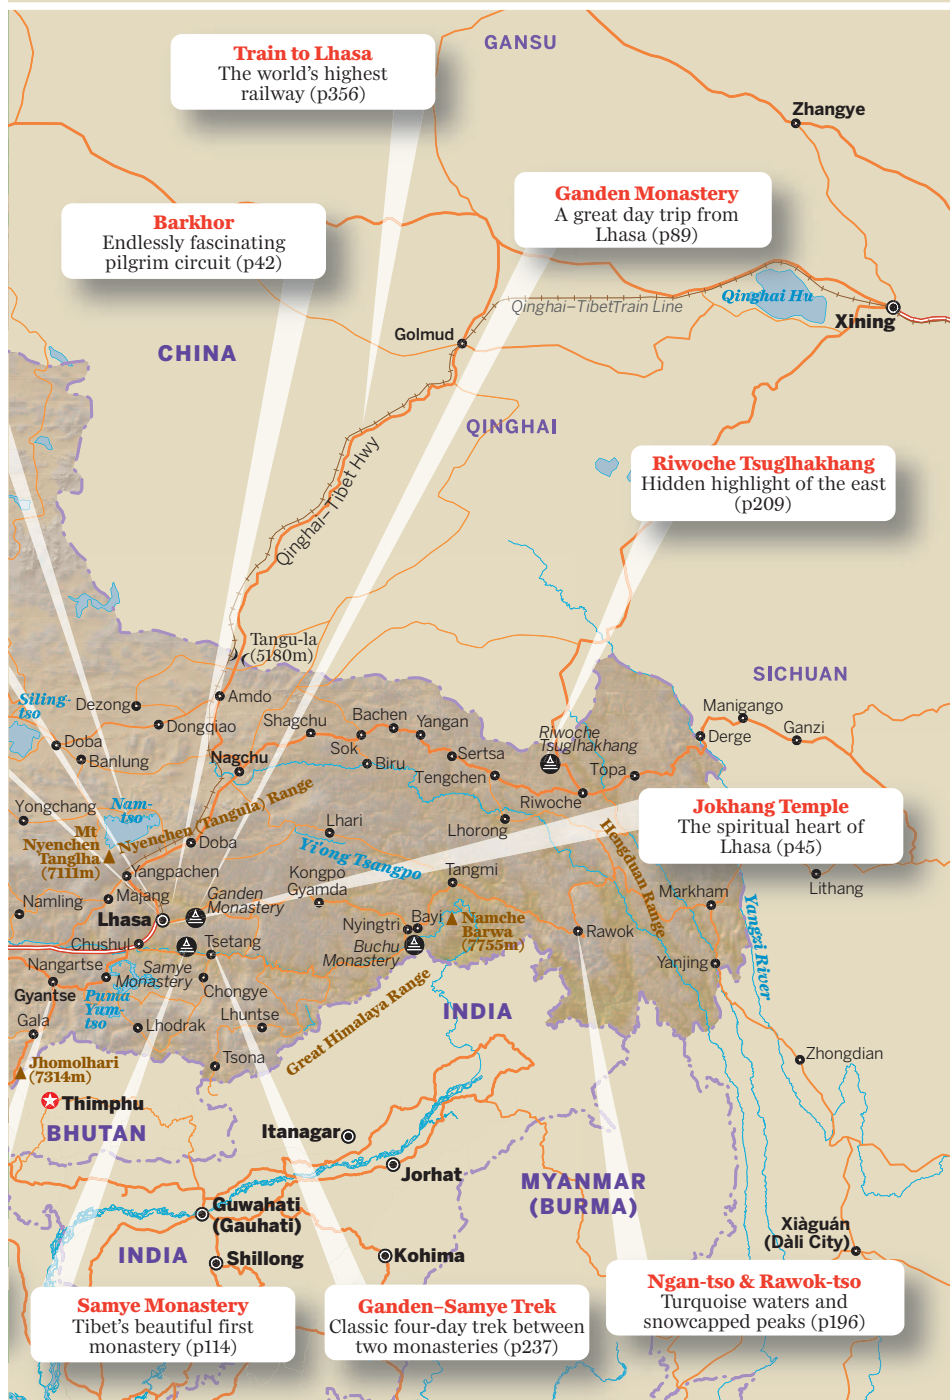 GANSU
Train to Lhasa
The world's highest
railway (p356)
Zhangye
Ganden Monastery
A great day trip from
Lhasa (p89)
Barkhor
Endlessly fascinating
pilgrim circuit (p42)
Qinghai Hu
Qinghai–TibetTrain Line
Xining
Golmud
CHINA
QINGHAI
Qinghai–Tibet Hwy
Riwoche Tsuglhakhang
Hidden highlight of the east
(p209)
Tangu-la
(5180m)
SICHUAN
Siling-
tso
Dezong
Amdo
Manigango
Dongqiao
Shagchu
Bachen
Yangan
Riwoche
Tsuglhakhang
Derge
Ganzi
Doba
Banlung
Nagchu
Sok
Biru
Sertsa
Tengchen
Topa
Riwoche
Yongchang
Nam-
tso
Nyenchen (Tangula) Range
Mt
Nyenchen
Tanglha
(7111m)
Doba
Lhari
Lhorong
Jokhang Temple
The spiritual heart of
Lhasa (p45)
Yi'ong Tsangpo
Hengduan Range
Yangpachen
Kongpo
Gyamda
Tangmi
Lithang
Namling
Majang
Ganden
Monastery
Markham
Yangzi River
Lhasa
Nyingtri
Bayi
Namche
Barwa
(7755m)
Rawok
Chushul
Tsetang
Buchu
Monastery
Nangartse
Samye
Monastery
Yanjing
Gyantse
Puma
Yum-
tso
Chongye
Great Himalaya Range
INDIA
Gala
Lhodrak
Lhuntse
Jhomolhari
(7314m)
Tsona
Zhongdian
Thimphu
BHUTAN
Itanagar
Jorhat
MYANMAR
(BURMA)
Guwahati
(Gauhati)
Xiàguán
(Dàli City)
INDIA
Shillong
Kohima
Samye Monastery
Tibet's beautiful first
monastery (p114)
Ganden–Samye Trek
Classic four-day trek between
two monasteries (p237)
Ngan-tso & Rawok-tso
Turquoise waters and
snowcapped peaks (p196)